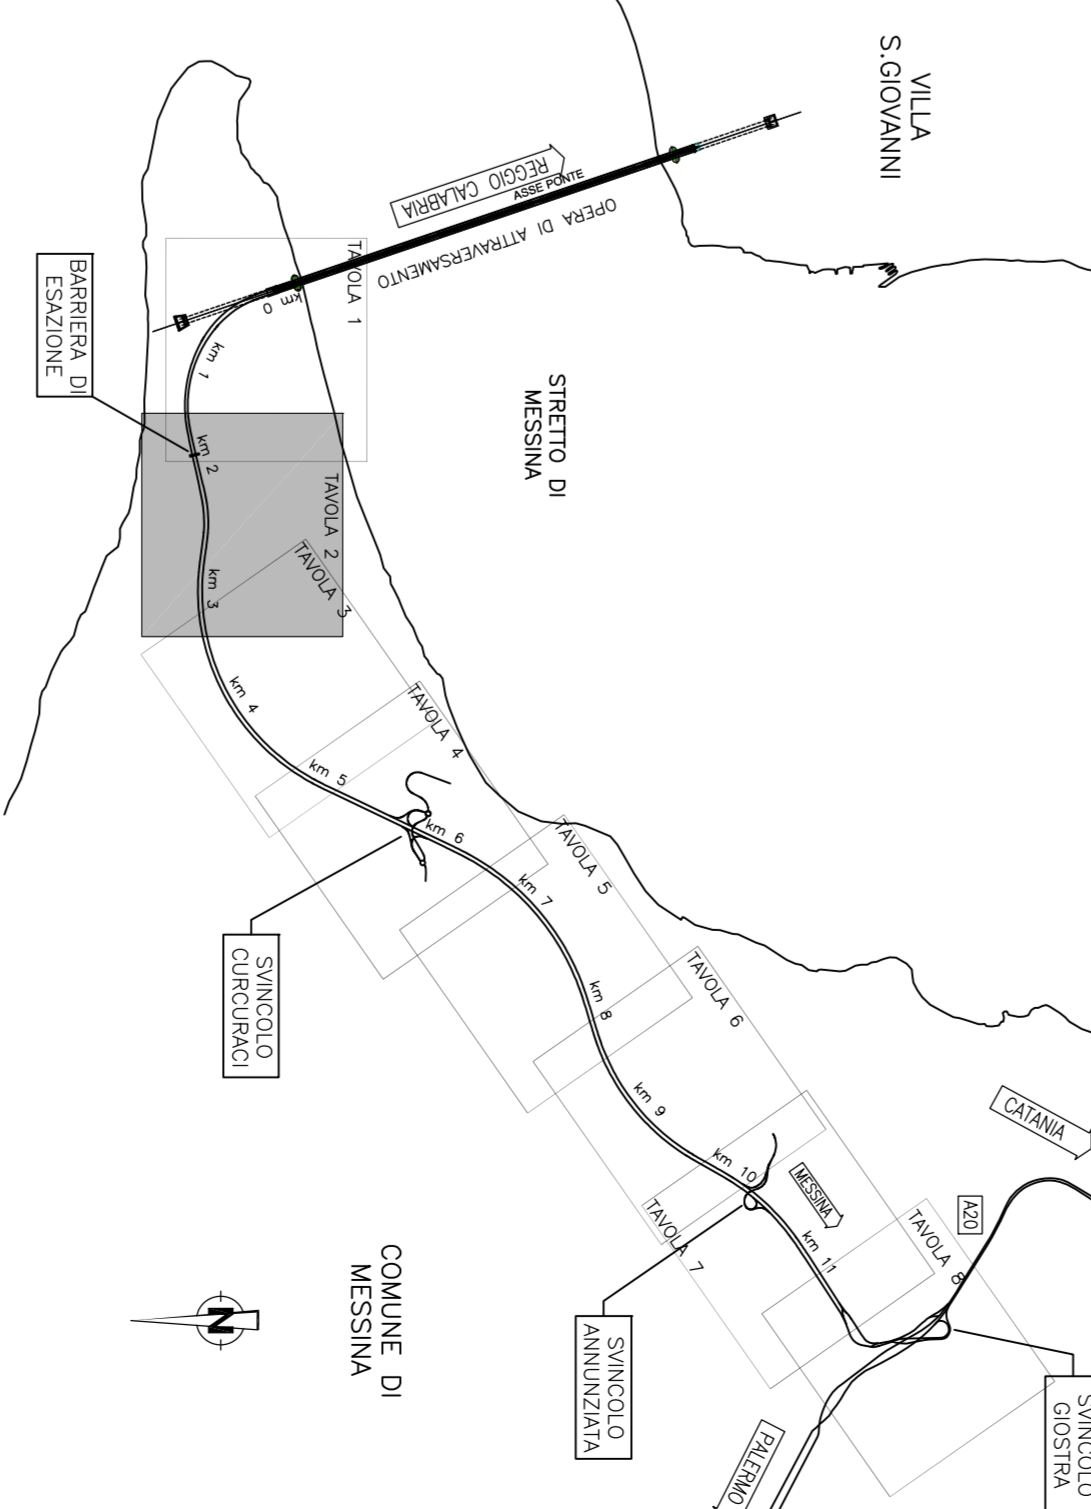 VILLA
S.GIOVANNI
REGGIO CALABRIA
ASSE PONTE
OPERA DI ATTRAVERSAMENTO
TAVOLA 1
km 0
km 1
BARRIERA DI
ESAZIONE
STRETTO DI
MESSINA
km 2
TAVOLA 2
TAVOLA 3
km 3
km 4
TAVOLA 4
km 5
km 6
TAVOLA 5
km 7
SVINCOLO
CURCURACI
TAVOLA 6
km 8
km 9
CATANIA
km 10
MESSINA
A20
TAVOLA 7
km 11
TAVOLA 8
N
COMUNE DI
MESSINA
SVINCOLO
ANNUNZIATA
SVINCOLO
GIOSTRA
PALERMO